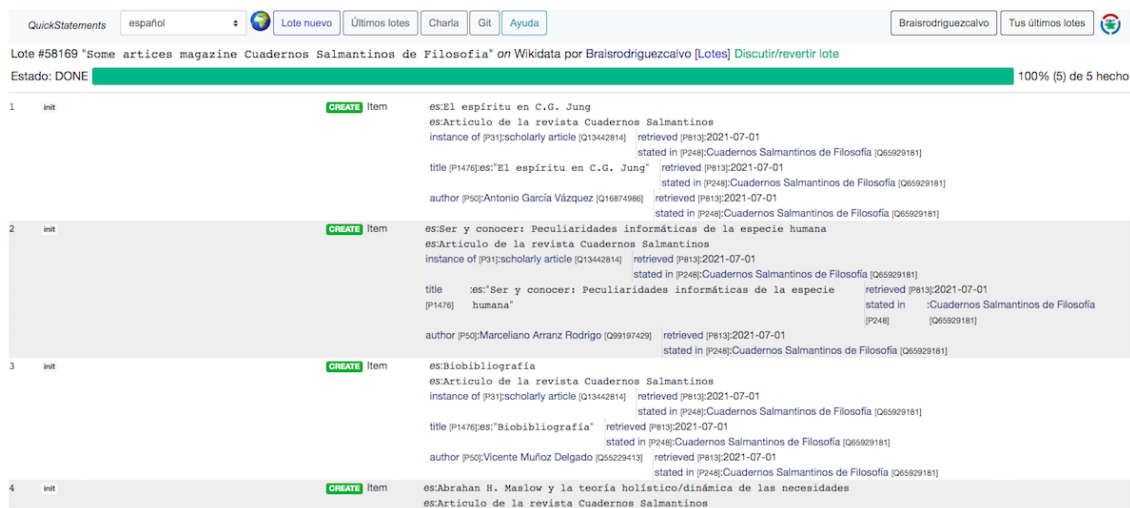 QuickStatements español Lote nuevo Últimos lotes Charla Git Ayuda Braisrodriguezcalvo Tus últimos lotes
Lote #58169 "Some artices magazine Cuadernos Salmantinos de Filosofia" on Wikidata por Braisrodriguezcalvo [Lotes] Discutir/revertir lote
Estado: DONE 100% (5) de 5 hecho
1 init CREATE Item es:El espíritu en C.G. Jung
es:Articulo de la revista Cuadernos Salmantinos
instance of [P31]:scholarly article [Q13442814] retrieved [P813]:2021-07-01
stated in [P248]:Cuadernos Salmantinos de Filosofía [Q65929181]
title [P1476]:es:"El espíritu en C.G. Jung" retrieved [P813]:2021-07-01
stated in [P248]:Cuadernos Salmantinos de Filosofía [Q65929181]
author [P50]:Antonio García Vázquez [Q16874986] retrieved [P813]:2021-07-01
stated in [P248]:Cuadernos Salmantinos de Filosofía [Q65929181]
2 init CREATE Item es:Ser y conocer: Peculiaridades informáticas de la especie humana
es:Articulo de la revista Cuadernos Salmantinos
instance of [P31]:scholarly article [Q13442814] retrieved [P813]:2021-07-01
stated in [P248]:Cuadernos Salmantinos de Filosofía [Q65929181]
title :es:"Ser y conocer: Peculiaridades informáticas de la especie retrieved [P813]:2021-07-01
[P1476] humana" stated in :Cuadernos Salmantinos de Filosofía
[P248] [Q65929181]
author [P50]:Marceliano Arranz Rodrigo [Q99197429] retrieved [P813]:2021-07-01
stated in [P248]:Cuadernos Salmantinos de Filosofía [Q65929181]
3 init CREATE Item es:Biobibliografía
es:Articulo de la revista Cuadernos Salmantinos
instance of [P31]:scholarly article [Q13442814] retrieved [P813]:2021-07-01
stated in [P248]:Cuadernos Salmantinos de Filosofía [Q65929181]
title [P1476]:es:"Biobibliografía" retrieved [P813]:2021-07-01
stated in [P248]:Cuadernos Salmantinos de Filosofía [Q65929181]
author [P50]:Vicente Muñoz Delgado [Q55229413] retrieved [P813]:2021-07-01
stated in [P248]:Cuadernos Salmantinos de Filosofía [Q65929181]
4 init CREATE Item es:Abrahan H. Maslow y la teoría holístico/dinámica de las necesidades
es:Articulo de la revista Cuadernos Salmantinos